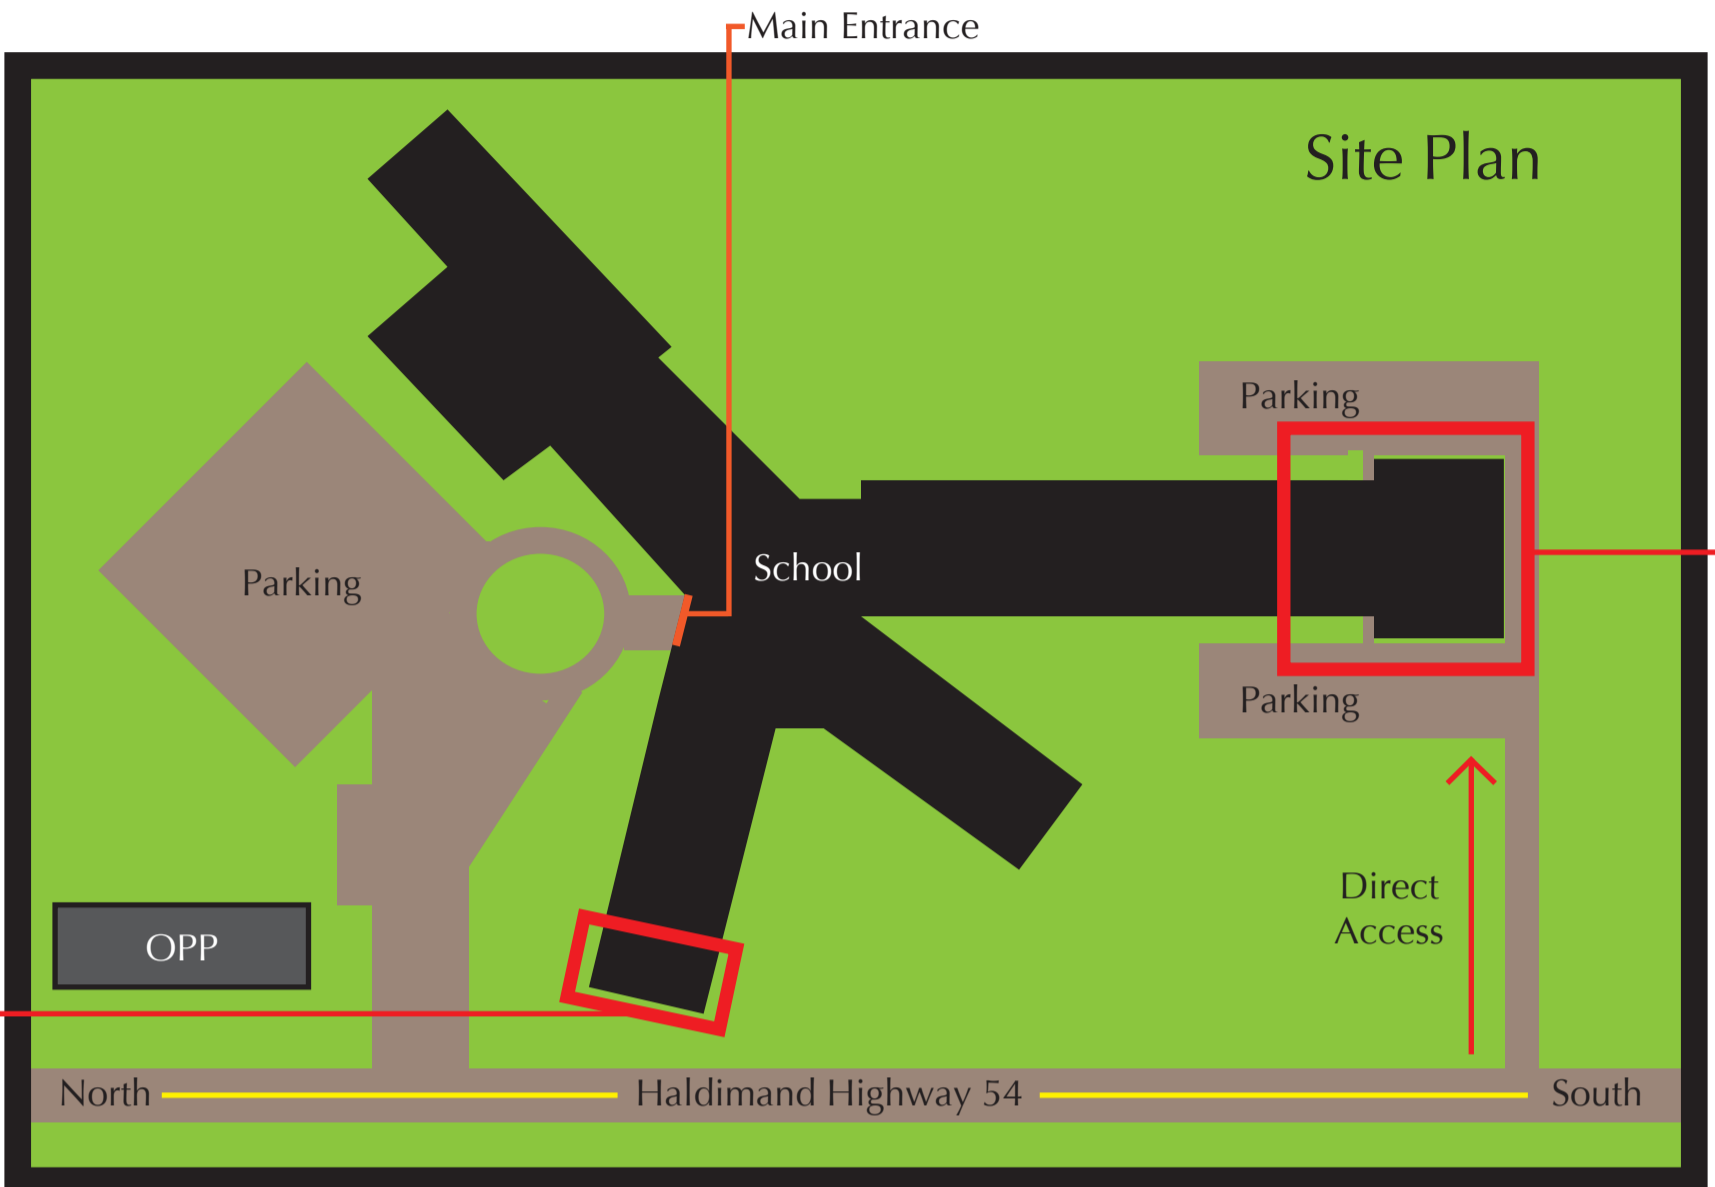 Main Entrance
Site Plan
Parking
School
Parking
Parking
Direct
Access
OPP
North
Haldimand Highway 54
South